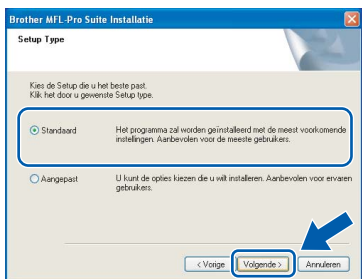 Brother MFL-Pro Suite Installatie
Setup Type
Kies de Setup die u het beste past.
Klik het door u gewenste Setup type.
Standaard
Het programma zal worden geïnstalleerd met de meest voorkomende
instellingen. Aanbevolen voor de meeste gebruikers.
Aangepast
U kunt de opties kiezen die u wilt installeren. Aanbevolen voor ervaren
gebruikers.
< Vorige
Volgende >
Annuleren